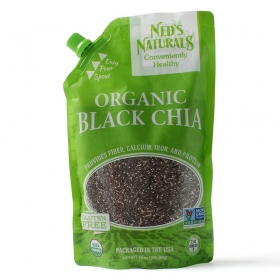 NED'S NATURALS
Conveniently
Healthy
Easy
Pour
Spout
ORGANIC
BLACK CHIA
PROVIDES FIBER, CALCIUM, IRON, AND PROTEIN
GLUTEN
FREE
PACKAGED IN THE USA